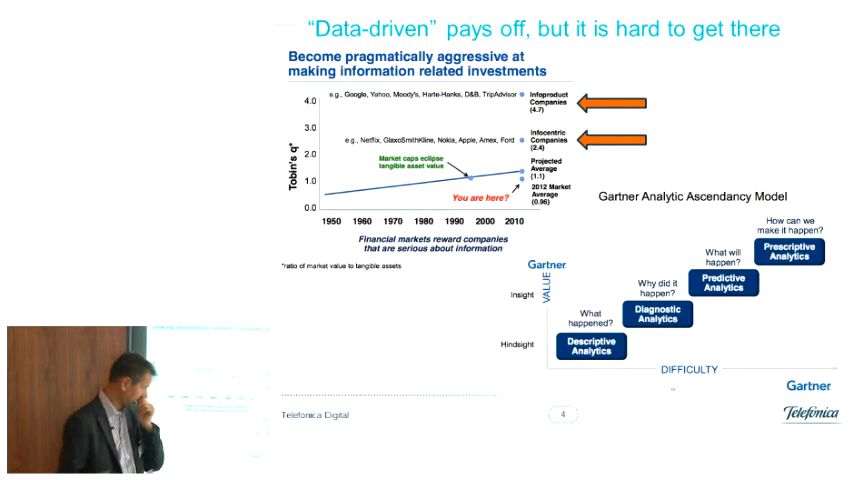 “Data-driven” pays off, but it is hard to get there
Become pragmatically aggressive at
making information related investments
Tobin's q*
4.0
3.0
2.0
1.0
0.0
e.g., Google, Yahoo, Moody's, Harte-Hanks, D&B, TripAdvisor
Infoproduct
Companies
(4.7)
e.g., Netflix, GlaxoSmithKline, Nokia, Apple, Amex, Ford
Infocentric
Companies
(2.4)
Market caps eclipse
tangible asset value
Projected
Average
(1.1)
You are here?
2012 Market
Average
(0.96)
1950 1960 1970 1980 1990 2000 2010
Financial markets reward companies
that are serious about information
*ratio of market value to tangible assets
Gartner
Gartner Analytic Ascendancy Model
VALUE
Insight
Hindsight
What
happened?
Descriptive
Analytics
Why did it
happen?
Diagnostic
Analytics
What will
happen?
Predictive
Analytics
How can we
make it happen?
Prescriptive
Analytics
DIFFICULTY
Gartner
Telefonica Digital
4
Telefónica